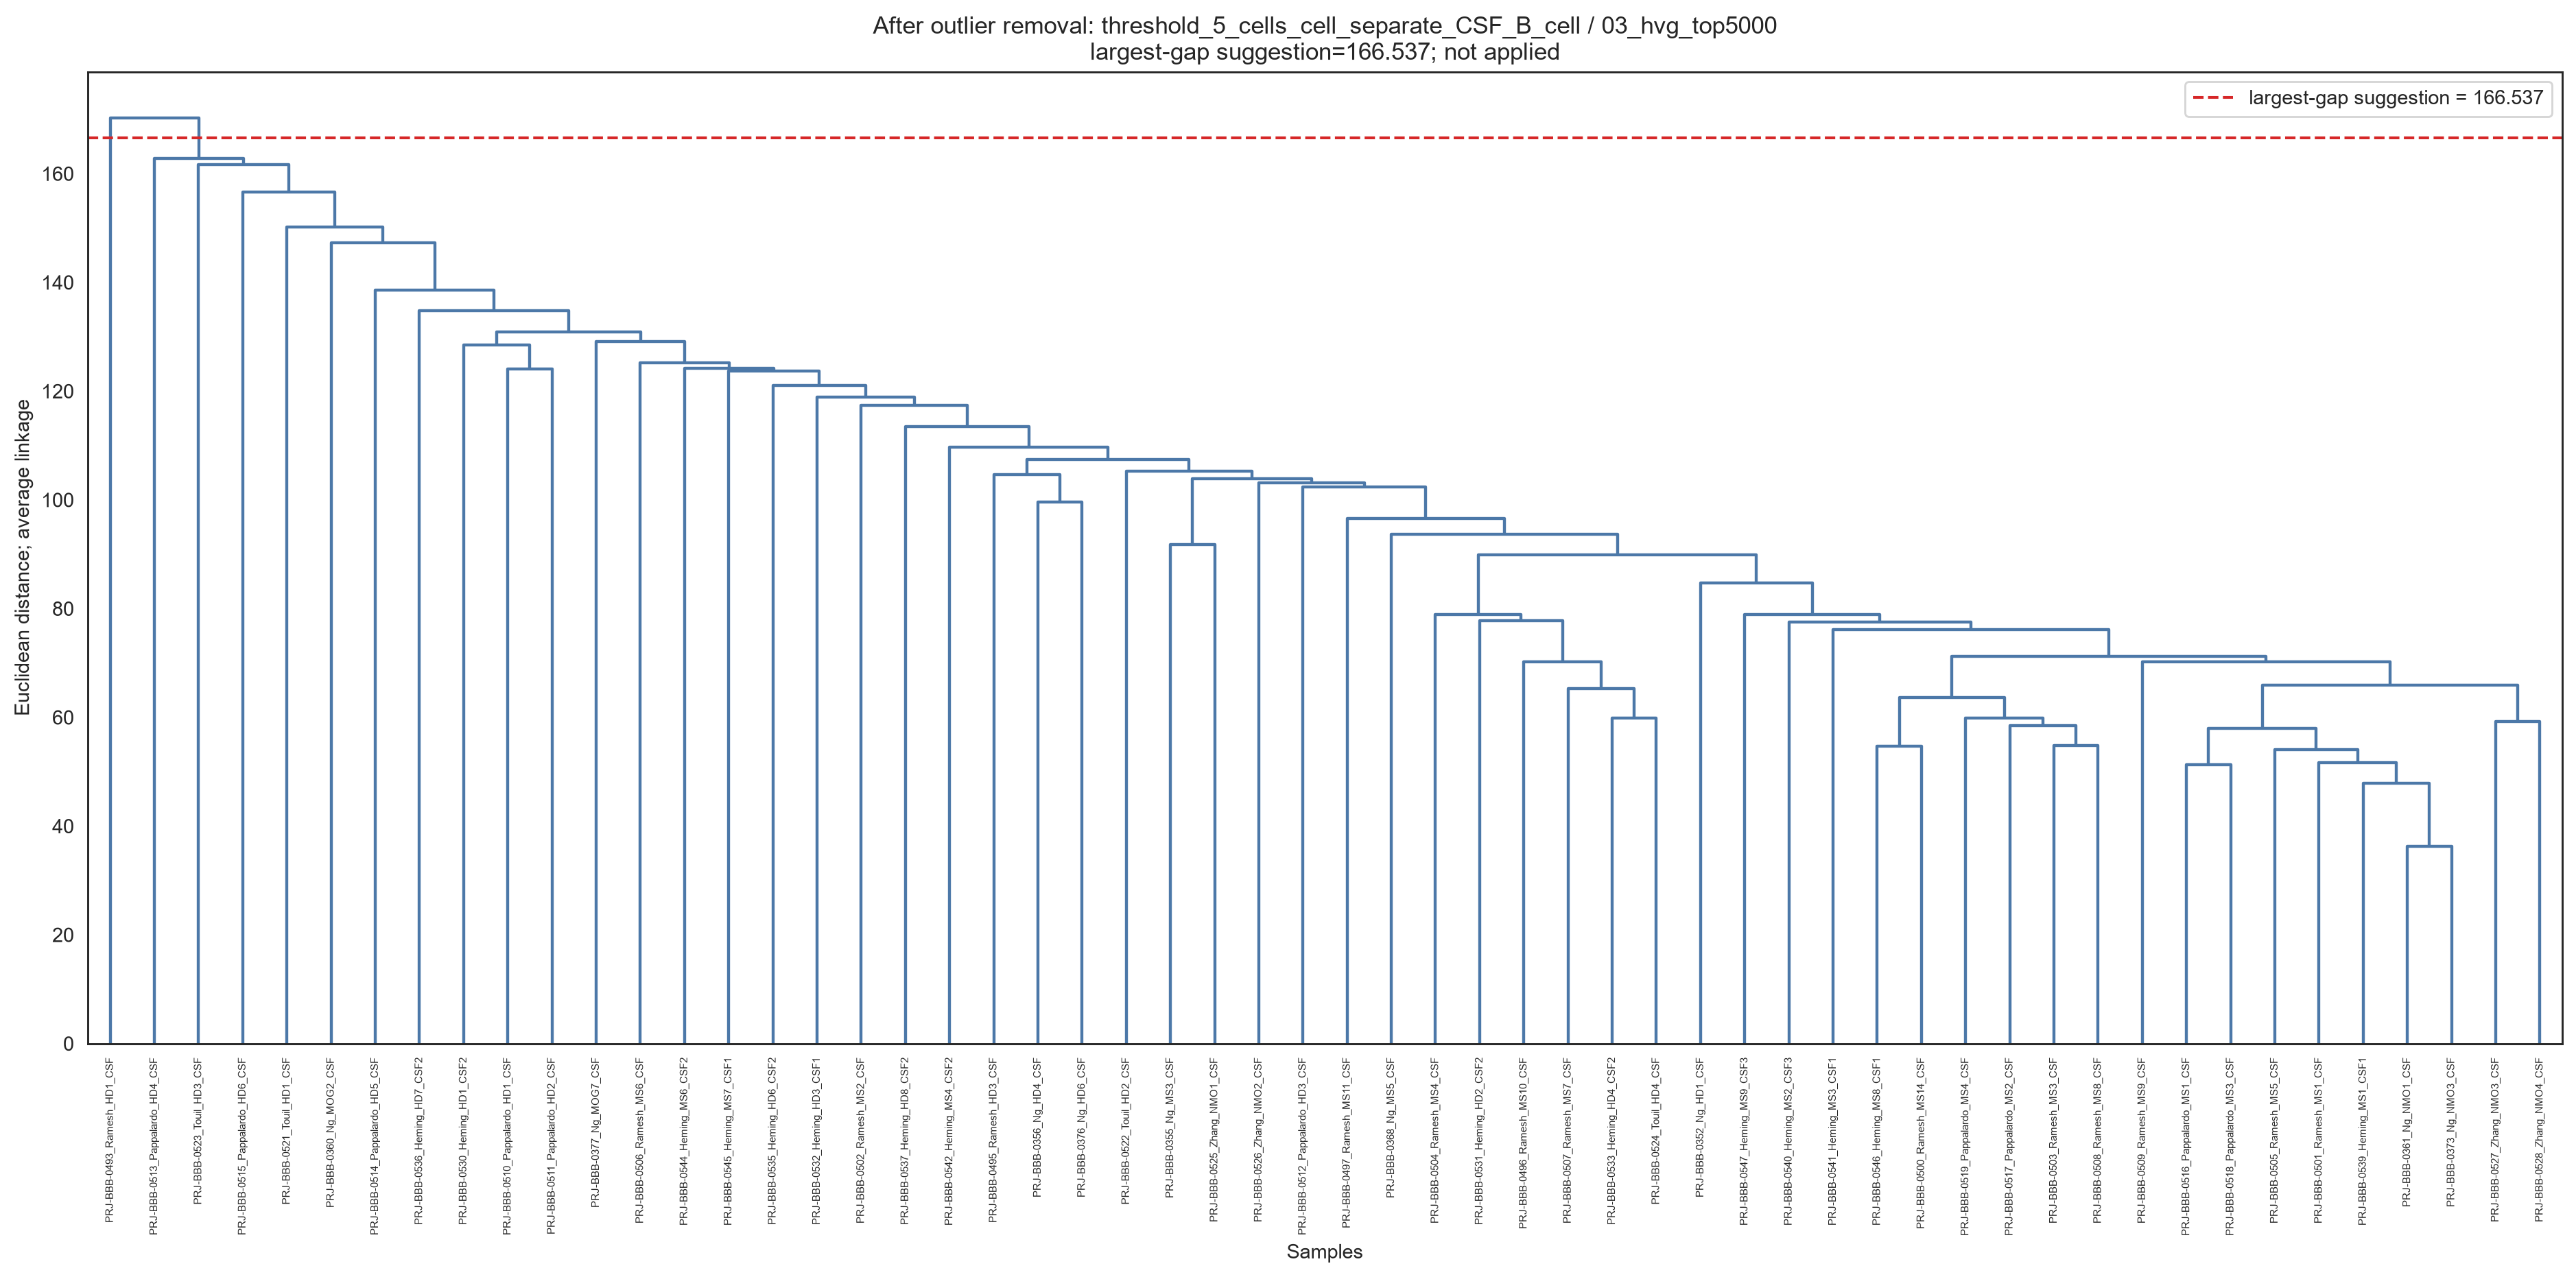 After outlier removal: threshold_5_cells_cell_separate_CSF_B_cell / 03_hvg_top5000
largest-gap suggestion=166.537; not applied
largest-gap suggestion = 166.537
Euclidean distance; average linkage
160
140
120
100
80
60
40
20
0
PRJ-BBB-0493_Ramesh_HD1_CSF
PRJ-BBB-0513_Pappalardo_HD4_CSF
PRJ-BBB-0523_Touil_HD3_CSF
PRJ-BBB-0515_Pappalardo_HD6_CSF
PRJ-BBB-0521_Touil_HD1_CSF
PRJ-BBB-0360_Ng_MOG2_CSF
PRJ-BBB-0514_Pappalardo_HD5_CSF
PRJ-BBB-0536_Heming_HD7_CSF2
PRJ-BBB-0530_Heming_HD1_CSF2
PRJ-BBB-0510_Pappalardo_HD1_CSF
PRJ-BBB-0511_Pappalardo_HD2_CSF
PRJ-BBB-0377_Ng_MOG7_CSF
PRJ-BBB-0506_Ramesh_MS6_CSF
PRJ-BBB-0544_Heming_MS6_CSF2
PRJ-BBB-0545_Heming_MS7_CSF1
PRJ-BBB-0535_Heming_HD6_CSF2
PRJ-BBB-0532_Heming_HD3_CSF1
PRJ-BBB-0502_Ramesh_MS2_CSF
PRJ-BBB-0537_Heming_HD8_CSF2
PRJ-BBB-0542_Heming_MS4_CSF2
PRJ-BBB-0495_Ramesh_HD3_CSF
PRJ-BBB-0356_Ng_HD4_CSF
PRJ-BBB-0376_Ng_HD6_CSF
PRJ-BBB-0522_Touil_HD2_CSF
PRJ-BBB-0355_Ng_MS3_CSF
PRJ-BBB-0525_Zhang_NMO1_CSF
PRJ-BBB-0526_Zhang_NMO2_CSF
PRJ-BBB-0512_Pappalardo_HD3_CSF
PRJ-BBB-0497_Ramesh_MS11_CSF
PRJ-BBB-0368_Ng_MS5_CSF
PRJ-BBB-0504_Ramesh_MS4_CSF
PRJ-BBB-0531_Heming_HD2_CSF2
PRJ-BBB-0496_Ramesh_MS10_CSF
PRJ-BBB-0507_Ramesh_MS7_CSF
PRJ-BBB-0533_Heming_HD4_CSF2
PRJ-BBB-0524_Touil_HD4_CSF
PRJ-BBB-0352_Ng_HD1_CSF
PRJ-BBB-0547_Heming_MS9_CSF3
PRJ-BBB-0540_Heming_MS2_CSF3
PRJ-BBB-0541_Heming_MS3_CSF1
PRJ-BBB-0546_Heming_MS8_CSF1
PRJ-BBB-0500_Ramesh_MS14_CSF
PRJ-BBB-0519_Pappalardo_MS4_CSF
PRJ-BBB-0517_Pappalardo_MS2_CSF
PRJ-BBB-0503_Ramesh_MS3_CSF
PRJ-BBB-0508_Ramesh_MS8_CSF
PRJ-BBB-0509_Ramesh_MS9_CSF
PRJ-BBB-0516_Pappalardo_MS1_CSF
PRJ-BBB-0518_Pappalardo_MS3_CSF
PRJ-BBB-0505_Ramesh_MS5_CSF
PRJ-BBB-0501_Ramesh_MS1_CSF
PRJ-BBB-0539_Heming_MS1_CSF1
PRJ-BBB-0361_Ng_NMO1_CSF
PRJ-BBB-0373_Ng_NMO3_CSF
PRJ-BBB-0527_Zhang_NMO3_CSF
PRJ-BBB-0528_Zhang_NMO4_CSF
Samples